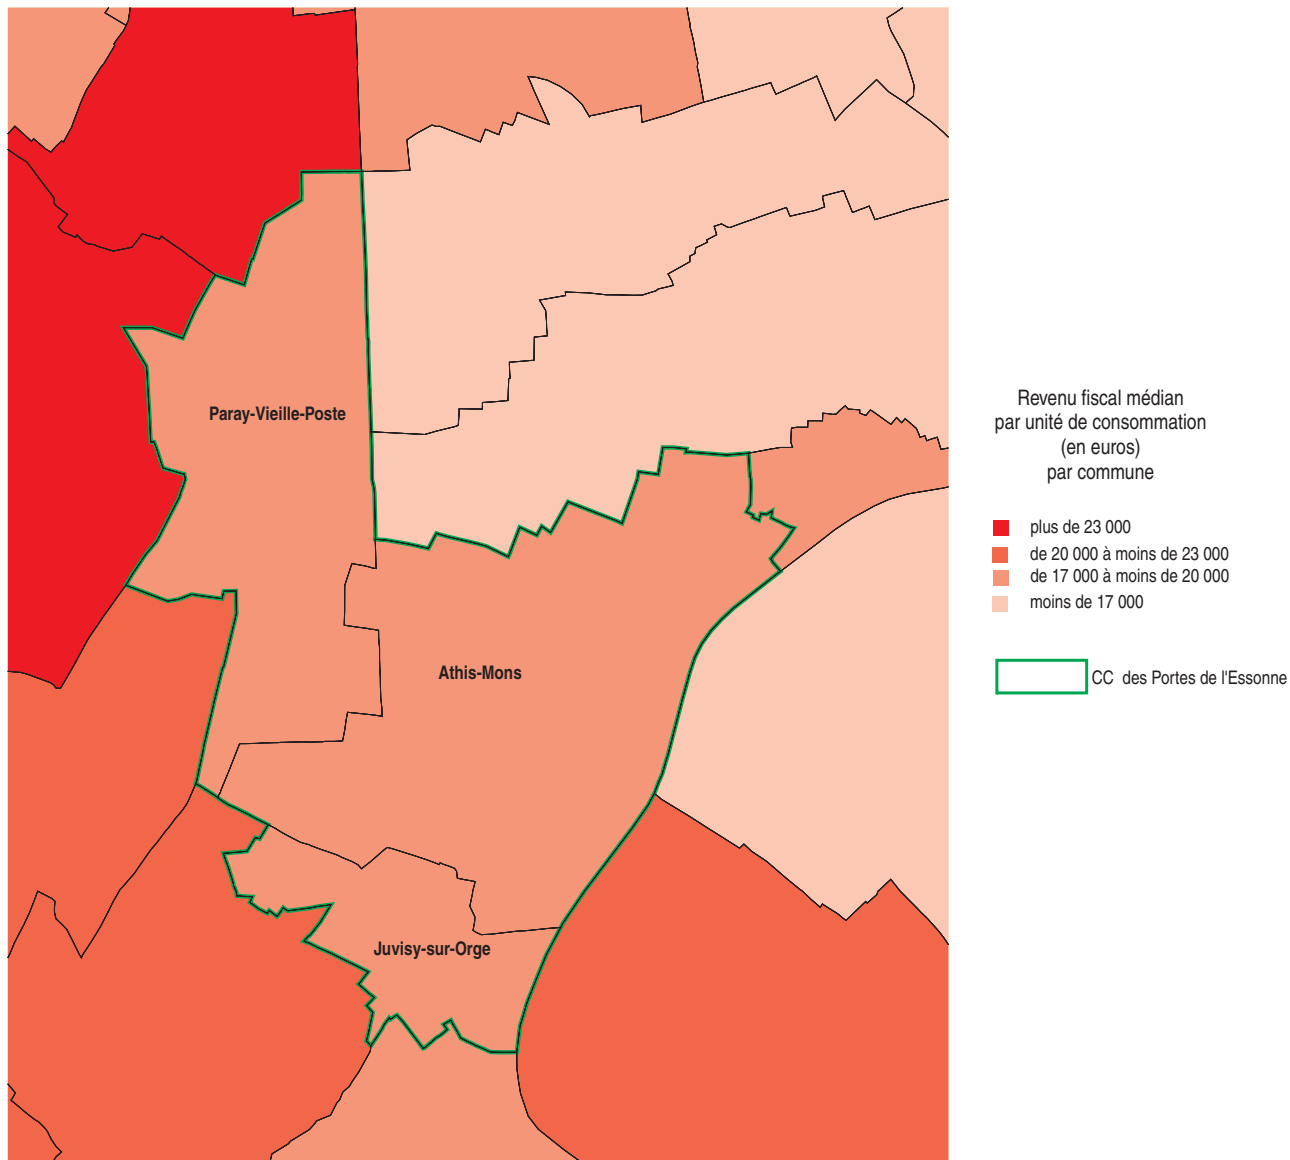 Paray-Vieille-Poste
Athis-Mons
Juvisy-sur-Orge
Revenu fiscal médian
par unité de consommation
(en euros)
par commune
plus de 23 000
de 20 000 à moins de 23 000
de 17 000 à moins de 20 000
moins de 17 000
CC des Portes de l'Essonne